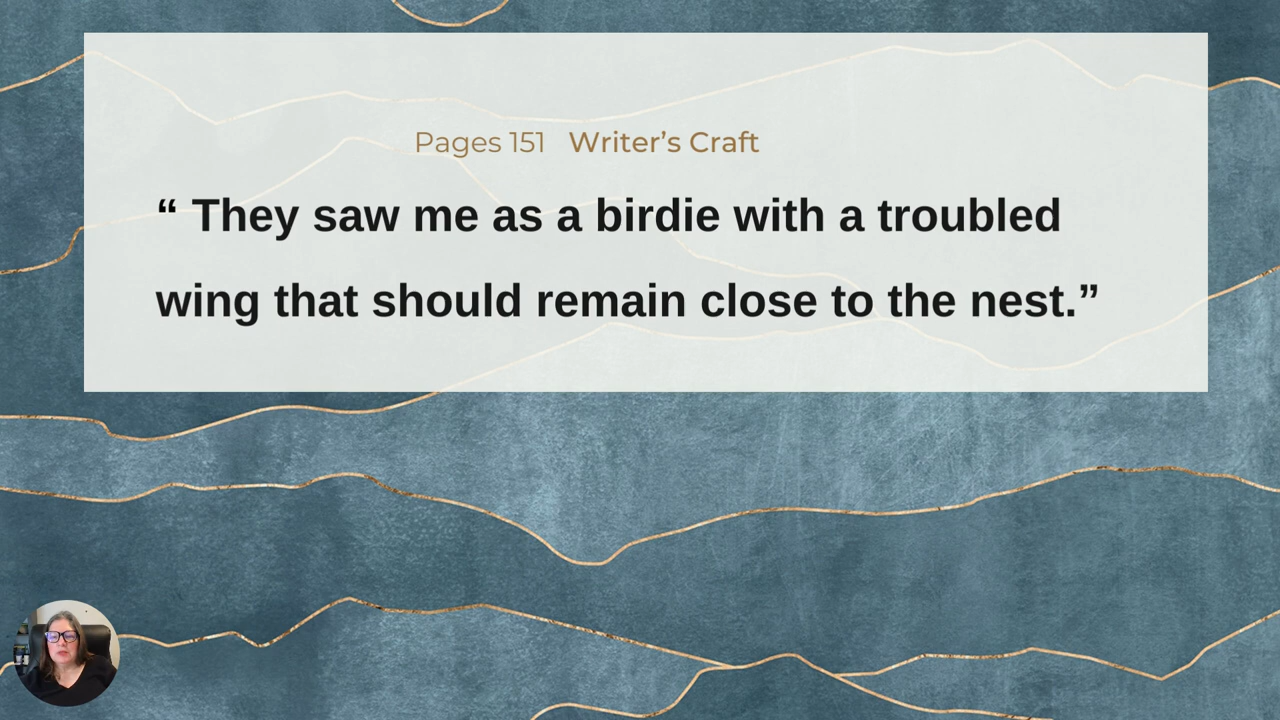 Pages 151 Writer’s Craft
“ They saw me as a birdie with a troubled
wing that should remain close to the nest.”